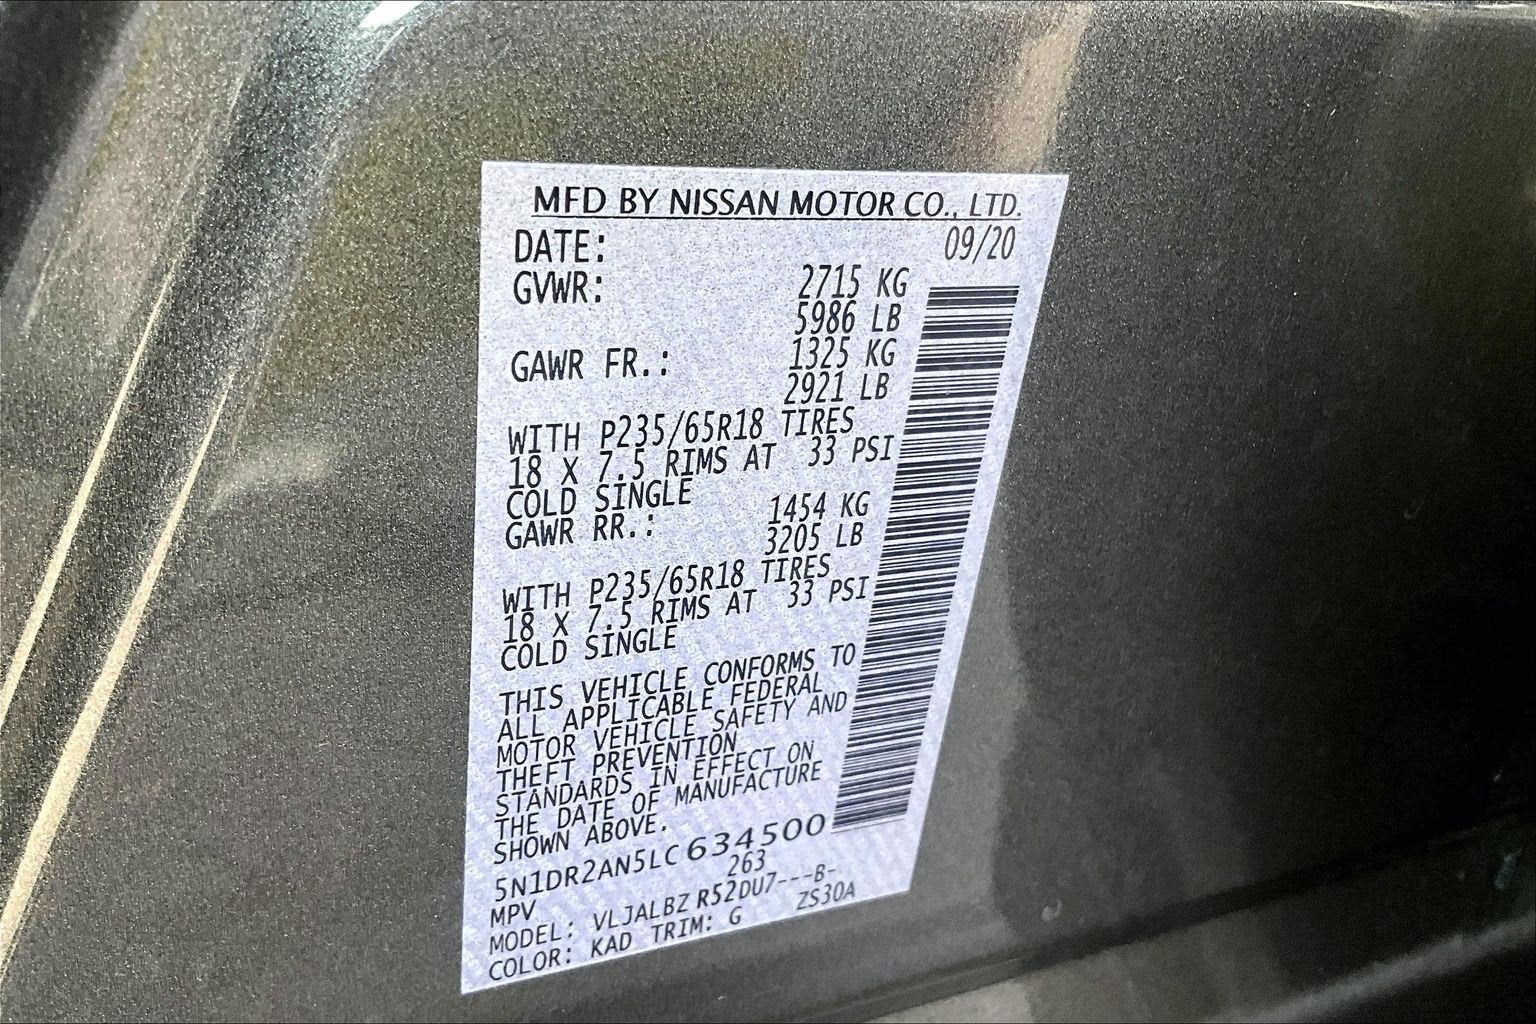 MFD BY NISSAN MOTOR CO., LTD.
DATE: 09/20
GVWR: 2715 KG
5986 LB
GAWR FR.: 1325 KG
2921 LB
WITH P235/65R18 TIRES
18 X 7.5 RIMS AT 33 PSI
COLD SINGLE
GAWR RR.: 1454 KG
3205 LB
WITH P235/65R18 TIRES
18 X 7.5 RIMS AT 33 PSI
COLD SINGLE
THIS VEHICLE CONFORMS TO
ALL APPLICABLE FEDERAL
MOTOR VEHICLE SAFETY AND
THEFT PREVENTION
STANDARDS IN EFFECT ON
THE DATE OF MANUFACTURE
SHOWN ABOVE.
5N1DR2AN5LC634500
MPV 263
MODEL: VLJALBZ R52DU7---B-
COLOR: KAD TRIM: G ZS30A